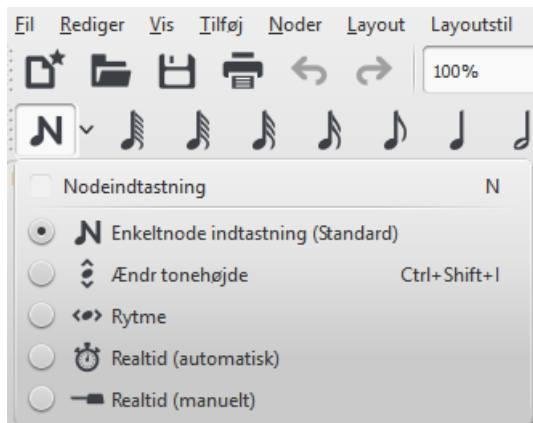 Fil Rediger Vis Tilføj Noder Layout Layoutstil
100%
Nodeindtastning N
Enkeltnode indtastning (Standard)
Ændr tonehøjde Ctrl+Shift+I
Rytme
Realtid (automatisk)
Realtid (manuelt)